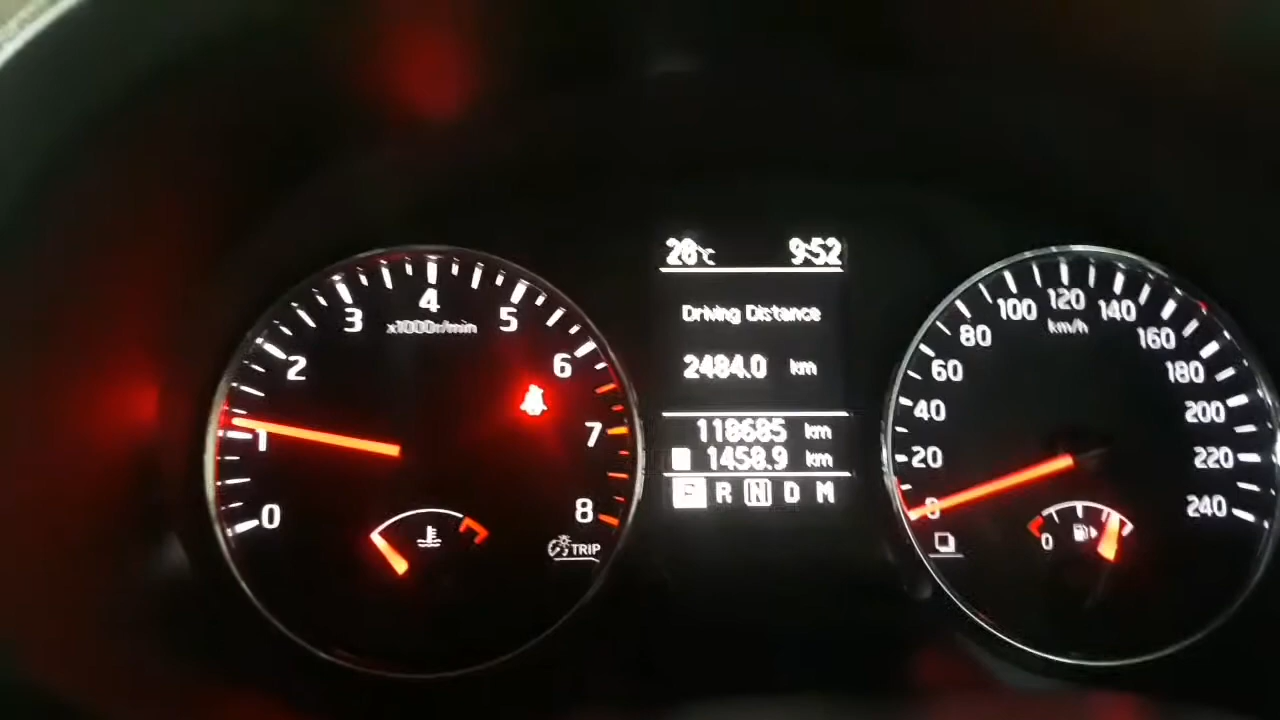 28°C 9:52
Driving Distance
2484.0 km
118685 km
1458.9 km
P R N D M
0 1 2 3 4 5 6 7 8
x1000r/min
TRIP
0 20 40 60 80 100 120 140 160 180 200 220 240
km/h
0